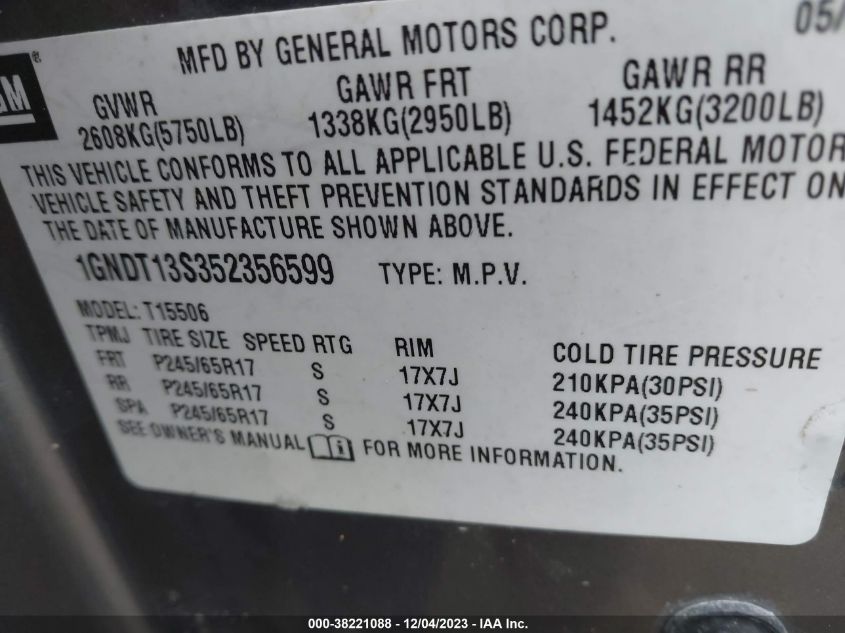 MFD BY GENERAL MOTORS CORP. 05/
GM ®
GVWR GAWR FRT GAWR RR
2608KG(5750LB) 1338KG(2950LB) 1452KG(3200LB)
THIS VEHICLE CONFORMS TO ALL APPLICABLE U.S. FEDERAL MOTOR
VEHICLE SAFETY AND THEFT PREVENTION STANDARDS IN EFFECT ON
THE DATE OF MANUFACTURE SHOWN ABOVE.
1GNDT13S352356599 TYPE: M.P.V.
MODEL: T15506
TPMJ TIRE SIZE SPEED RTG RIM COLD TIRE PRESSURE
FRT P245/65R17 S 17X7J 210KPA(30PSI)
RR P245/65R17 S 17X7J 240KPA(35PSI)
SPA P245/65R17 S 17X7J 240KPA(35PSI)
SEE OWNER'S MANUAL FOR MORE INFORMATION.
000-38221088 - 12/04/2023 - IAA Inc.